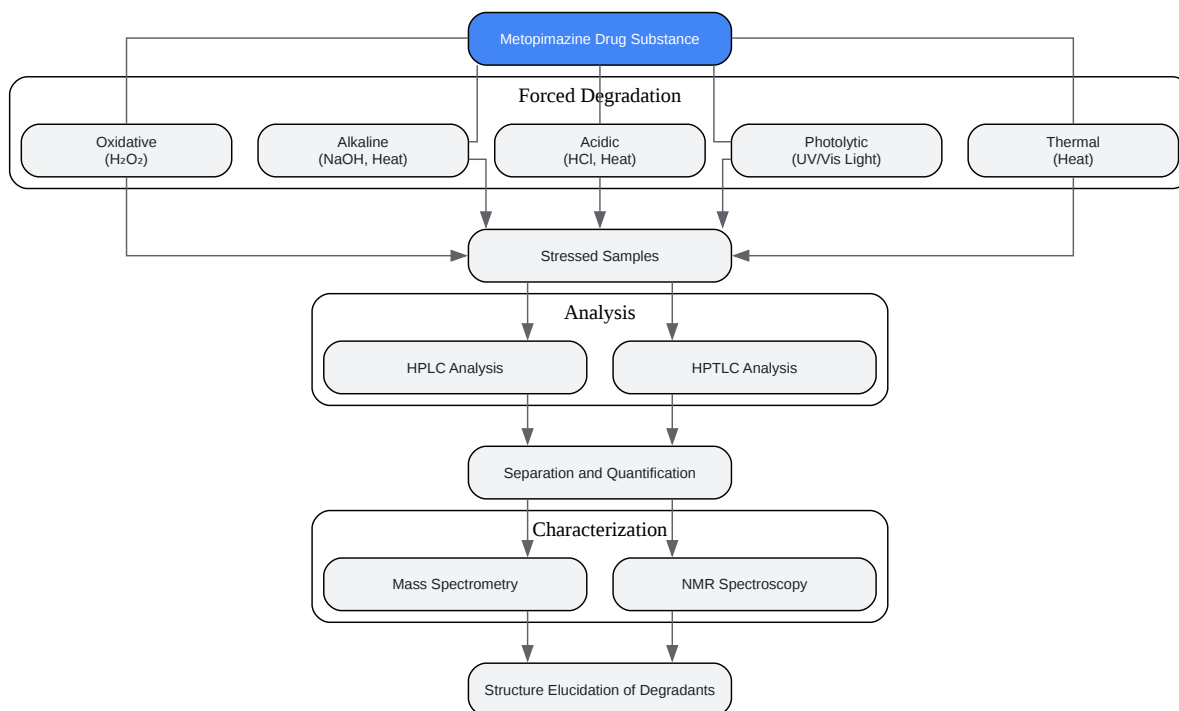 Metopimazine Drug Substance
Forced Degradation
Oxidative
(H₂O₂)
Alkaline
(NaOH, Heat)
Acidic
(HCl, Heat)
Photolytic
(UV/Vis Light)
Thermal
(Heat)
Stressed Samples
Analysis
HPLC Analysis
HPTLC Analysis
Separation and Quantification
Characterization
Mass Spectrometry
NMR Spectroscopy
Structure Elucidation of Degradants